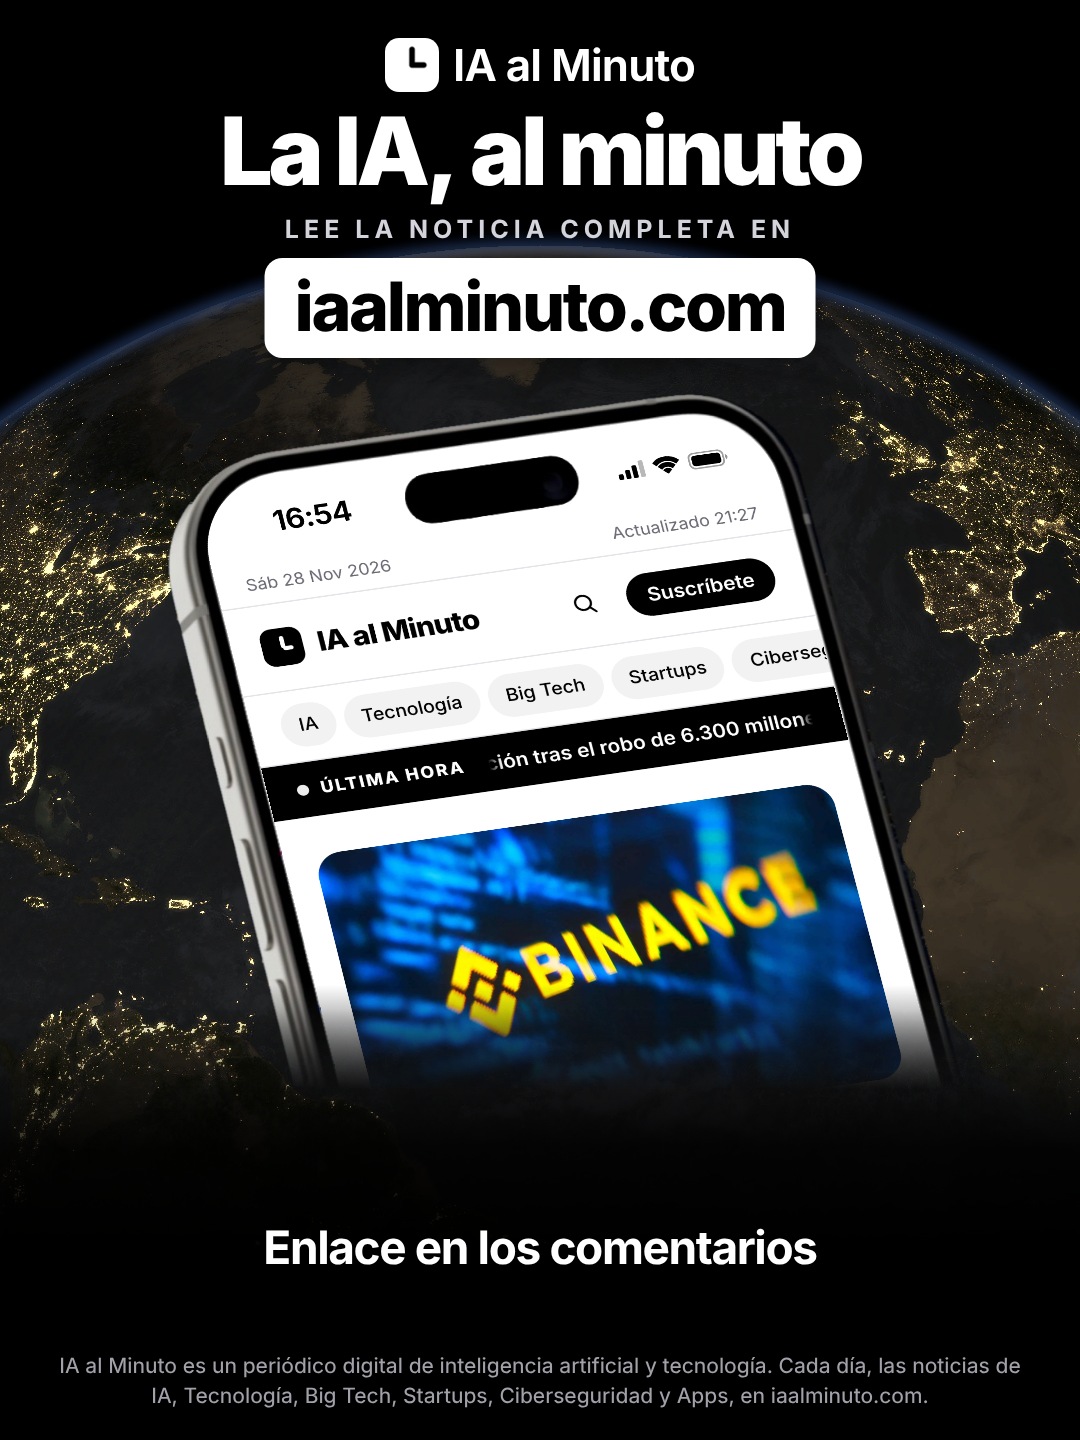 IA al Minuto
La IA, al minuto
LEE LA NOTICIA COMPLETA EN
iaalminuto.com
16:54
Sáb 28 Nov 2026
Actualizado 21:27
IA al Minuto
Suscríbete
IA
Tecnología
Big Tech
Startups
Ciberseg
ÚLTIMA HORA
ción tras el robo de 6.300 millone
BINANCE
Enlace en los comentarios
IA al Minuto es un periódico digital de inteligencia artificial y tecnología. Cada día, las noticias de
IA, Tecnología, Big Tech, Startups, Ciberseguridad y Apps, en iaalminuto.com.